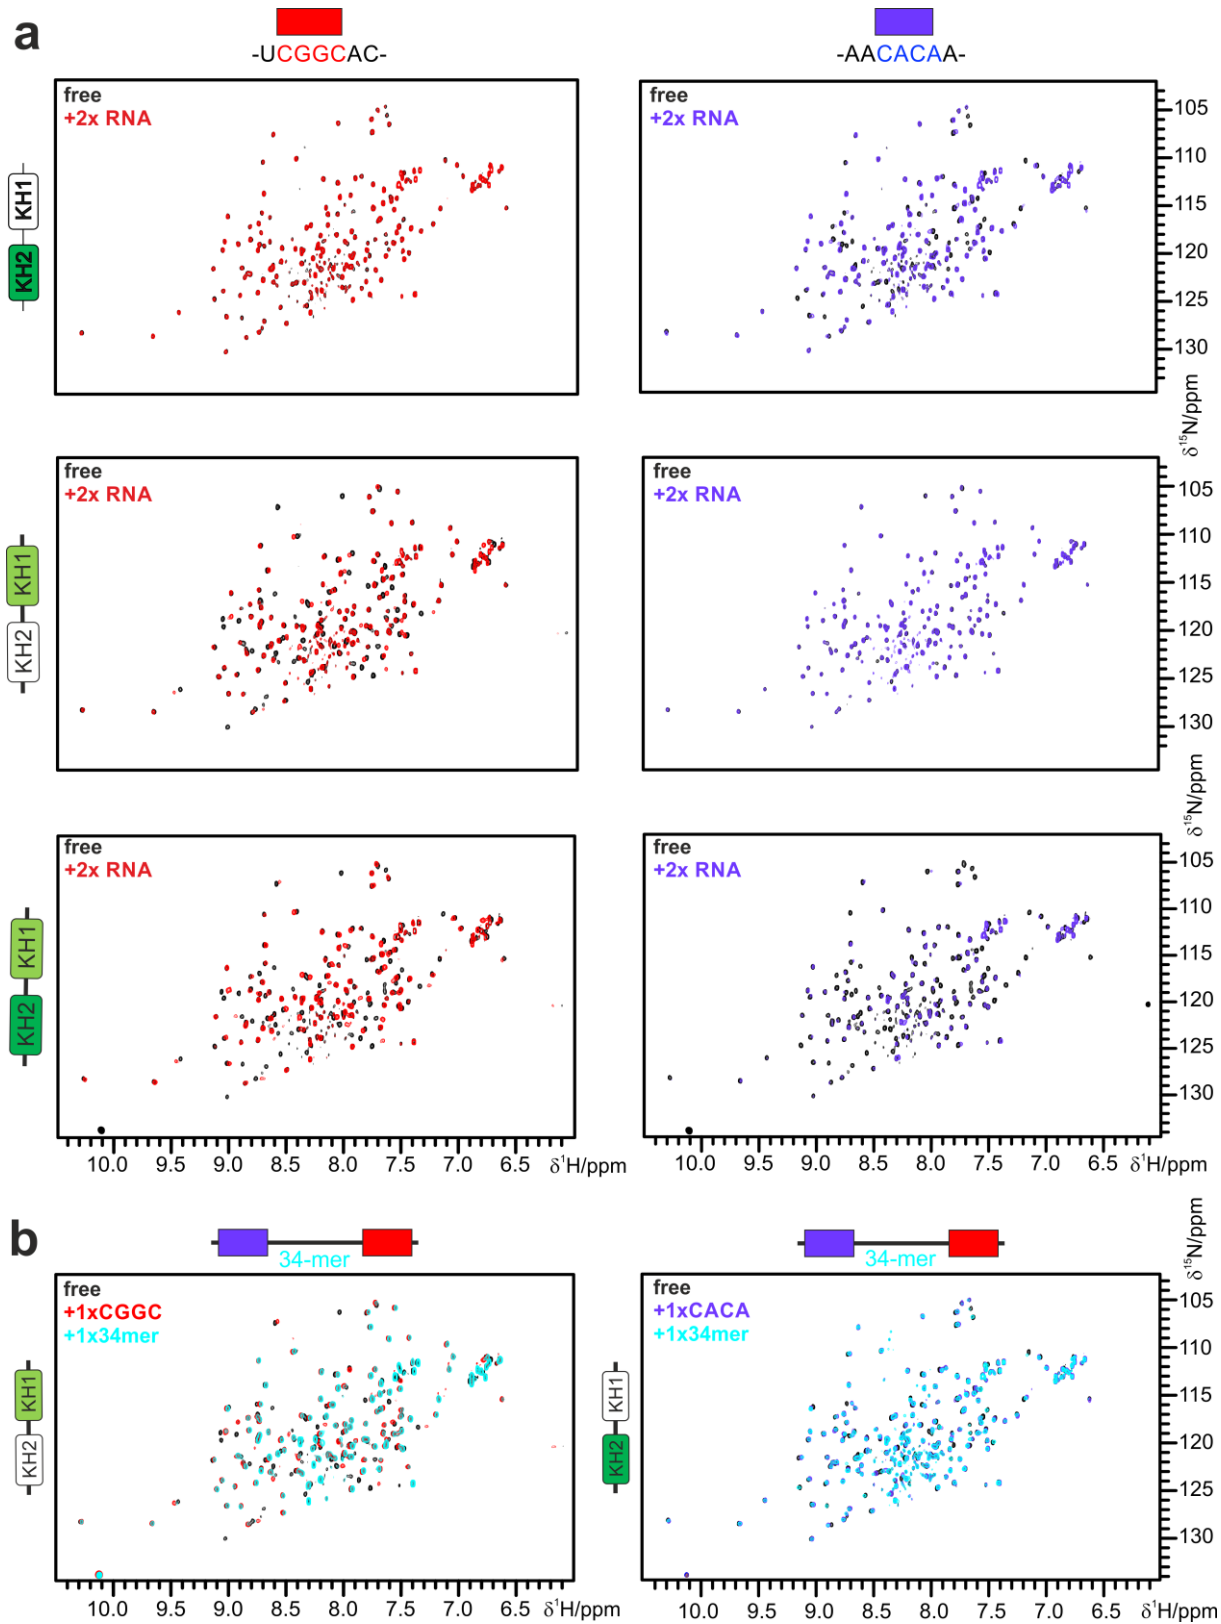 a
-UCGGCAC-
-AACACAA-
free
+2x RNA
free
+2x RNA
105
110
115
120
125
130
δ¹⁵N/ppm
KH1
KH2
free
+2x RNA
free
+2x RNA
105
110
115
120
125
130
δ¹⁵N/ppm
KH1
KH2
free
+2x RNA
free
+2x RNA
105
110
115
120
125
130
δ¹⁵N/ppm
KH1
KH2
10.0 9.5 9.0 8.5 8.0 7.5 7.0 6.5 δ¹H/ppm
10.0 9.5 9.0 8.5 8.0 7.5 7.0 6.5 δ¹H/ppm
b
34-mer
34-mer
free
+1xCGGC
+1x34mer
free
+1xCACA
+1x34mer
105
110
115
120
125
130
KH1
KH2
KH1
KH2
10.0 9.5 9.0 8.5 8.0 7.5 7.0 6.5 δ¹H/ppm
10.0 9.5 9.0 8.5 8.0 7.5 7.0 6.5 δ¹H/ppm